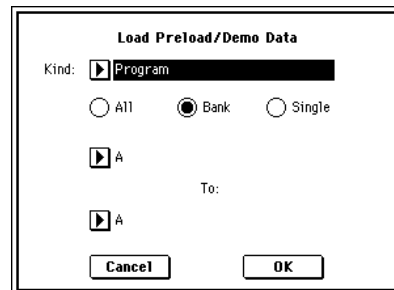 Load Preload/Demo Data
Kind: Program
All Bank Single
A
To:
A
Cancel OK